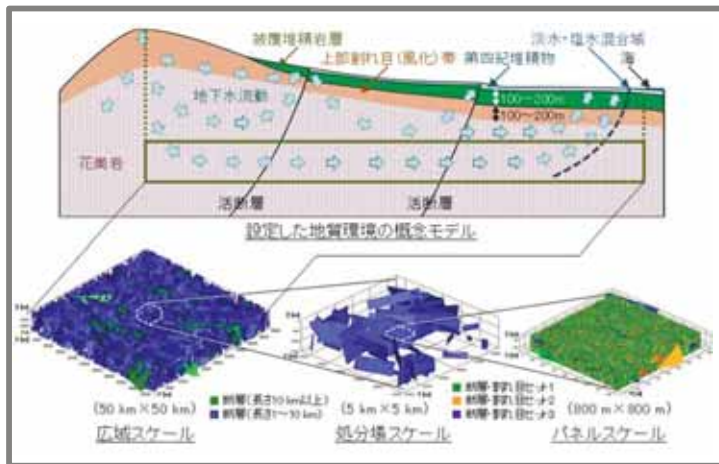 被覆堆積岩層
淡水・塩水混合域
上部割れ目(風化)帯 第四紀堆積物
海
地下水流動
100～200m
100～200m
花崗岩
活断層
活断層
設定した地質環境の概念モデル
(50 km×50 km)
断層(長さ10 km以上)
断層(長さ1～10 km)
(5 km×5 km)
断層・割れ目セット1
断層・割れ目セット2
断層・割れ目セット3
(800 m×800 m)
広域スケール
処分場スケール
パネルスケール